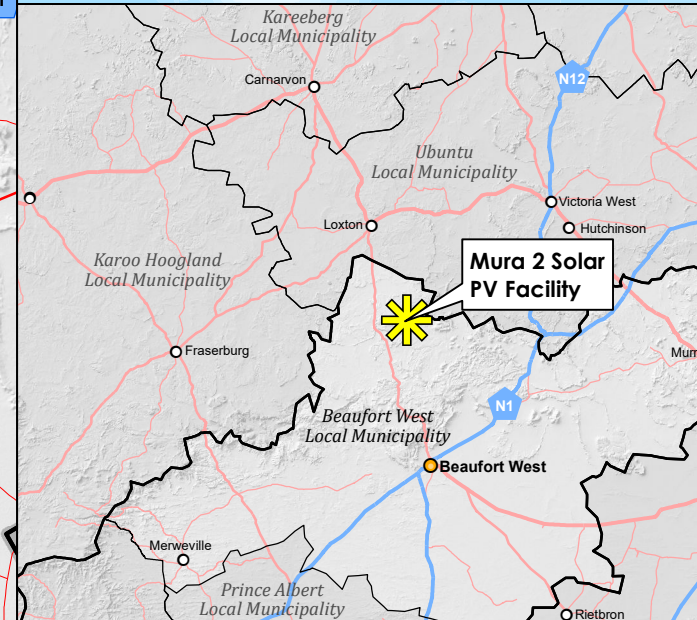 Kareeberg
Local Municipality
Carnarvon
N12
Ubuntu
Local Municipality
Victoria West
Loxton
Hutchinson
Mura 2 Solar
PV Facility
Karoo Hoogland
Local Municipality
Fraserburg
Murr
N1
Beaufort West
Local Municipality
Beaufort West
Merweville
Prince Albert
Local Municipality
Rietbron